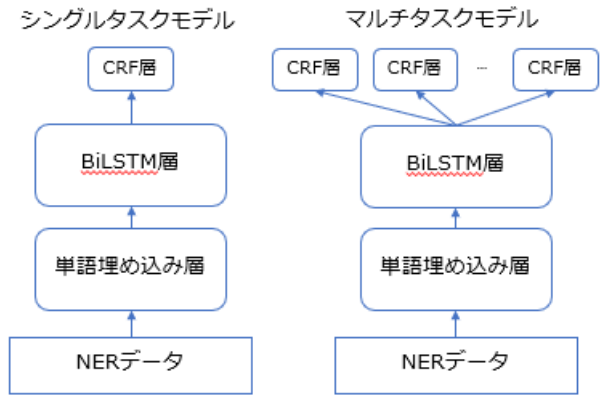 シングルタスクモデル
CRF層
BiLSTM層
単語埋め込み層
NERデータ
マルチタスクモデル
CRF層 CRF層 … CRF層
BiLSTM層
単語埋め込み層
NERデータ